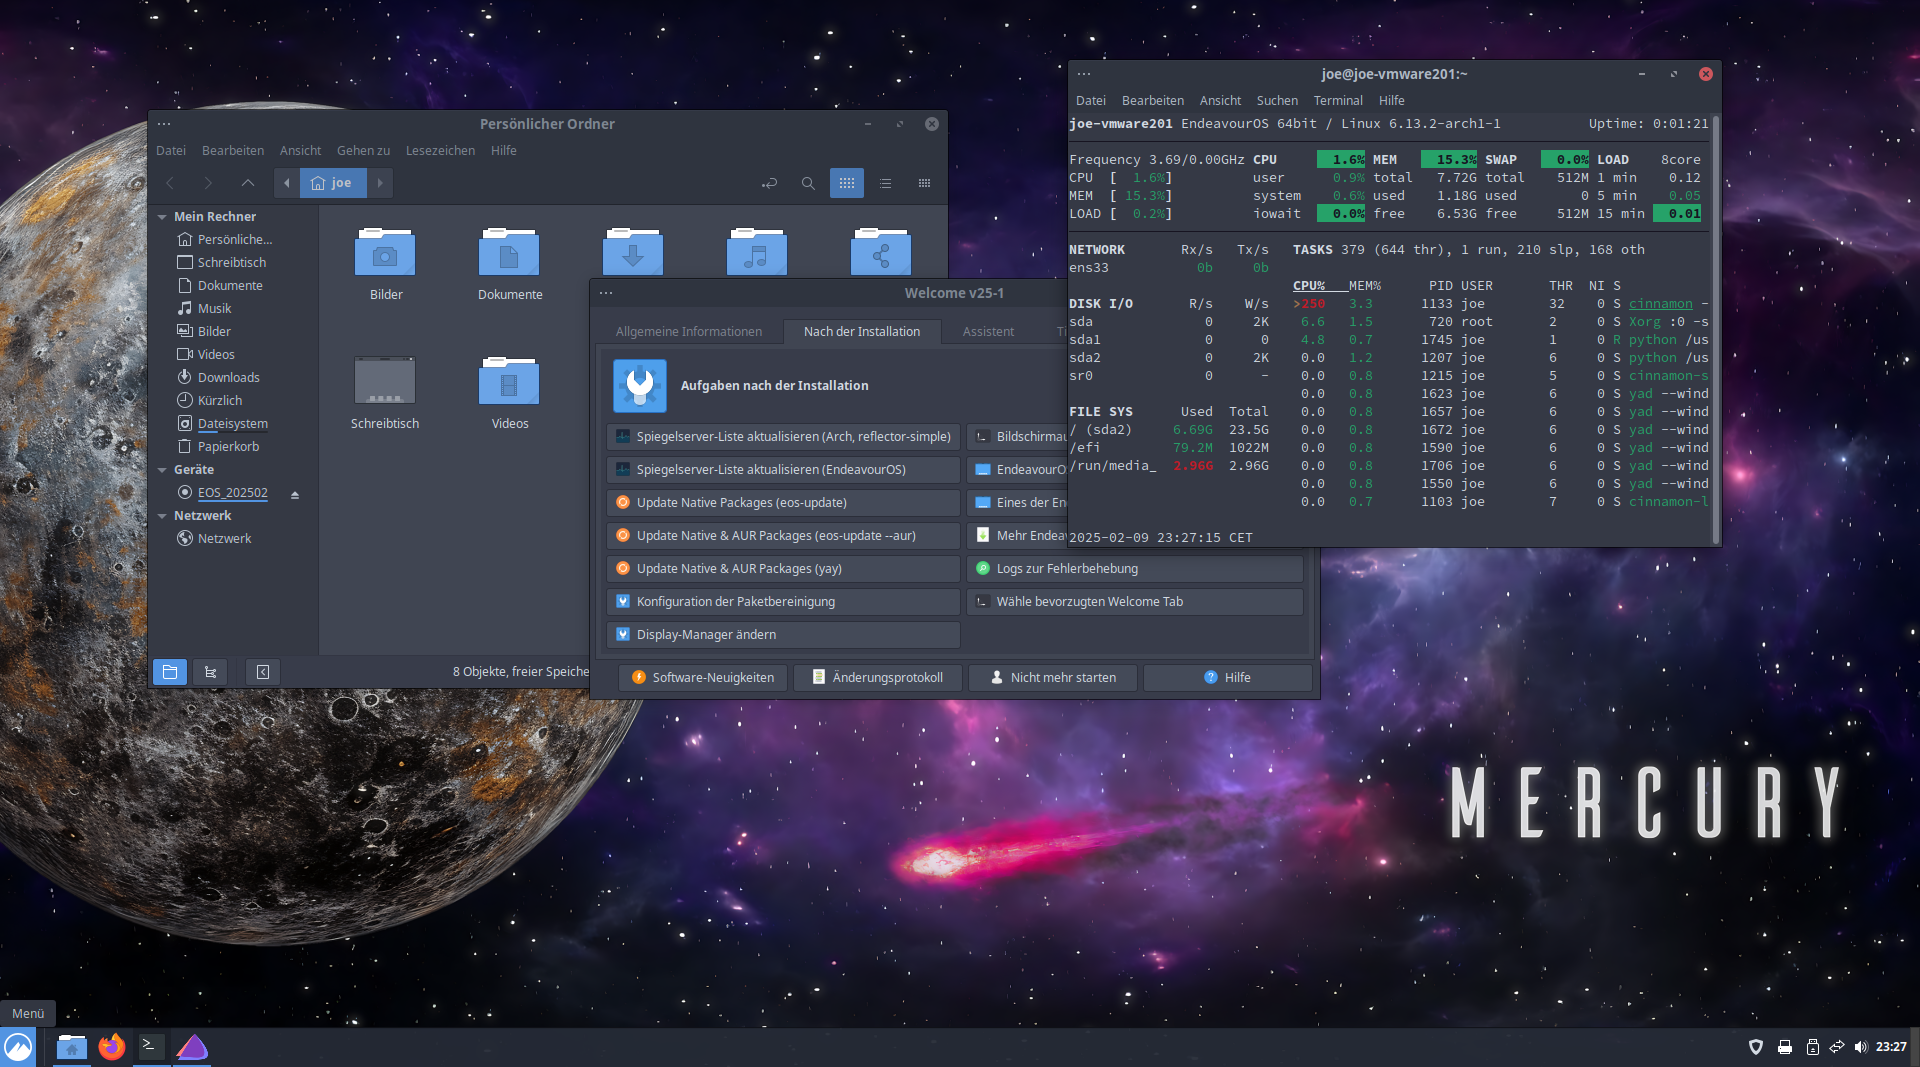 Persönlicher Ordner
Datei Bearbeiten Ansicht Gehen zu Lesezeichen Hilfe
joe
Mein Rechner
Persönliche...
Schreibtisch
Dokumente
Musik
Bilder
Videos
Downloads
Kürzlich
Dateisystem
Papierkorb
Geräte
EOS_202502
Netzwerk
Netzwerk
Bilder
Dokumente
Schreibtisch
Videos
8 Objekte, freier Speiche
Welcome v25-1
Allgemeine Informationen Nach der Installation Assistent
Aufgaben nach der Installation
Spiegelserver-Liste aktualisieren (Arch, reflector-simple)
Spiegelserver-Liste aktualisieren (EndeavourOS)
Update Native Packages (eos-update)
Update Native & AUR Packages (eos-update --aur)
Update Native & AUR Packages (yay)
Konfiguration der Paketbereinigung
Display-Manager ändern
Bildschirmau
EndeavourO
Eines der En
Mehr Endea
Logs zur Fehlerbehebung
Wähle bevorzugten Welcome Tab
Software-Neuigkeiten Änderungsprotokoll Nicht mehr starten Hilfe
joe@joe-vmware201:~
Datei Bearbeiten Ansicht Suchen Terminal Hilfe
joe-vmware201 EndeavourOS 64bit / Linux 6.13.2-arch1-1 Uptime: 0:01:21
Frequency 3.69/0.00GHz CPU 1.6% MEM 15.3% SWAP 0.0% LOAD 8core
CPU [ 1.6%] user 0.9% total 7.72G total 512M 1 min 0.12
MEM [ 15.3%] system 0.6% used 1.18G used 0 5 min 0.05
LOAD [ 0.2%] iowait 0.0% free 6.53G free 512M 15 min 0.01
NETWORK Rx/s Tx/s TASKS 379 (644 thr), 1 run, 210 slp, 168 oth
ens33 0b 0b
CPU% MEM% PID USER THR NI S
DISK I/O R/s W/s >250 3.3 1133 joe 32 0 S cinnamon -
sda 0 2K 6.6 1.5 720 root 2 0 S Xorg :0 -s
sda1 0 0 4.8 0.7 1745 joe 1 0 R python /us
sda2 0 2K 0.0 1.2 1207 joe 6 0 S python /us
sr0 0 - 0.0 0.8 1215 joe 5 0 S cinnamon-s
0.0 0.8 1623 joe 6 0 S yad --wind
FILE SYS Used Total 0.0 0.8 1657 joe 6 0 S yad --wind
/ (sda2) 6.69G 23.5G 0.0 0.8 1672 joe 6 0 S yad --wind
/efi 79.2M 1022M 0.0 0.8 1590 joe 6 0 S yad --wind
/run/media_ 2.96G 2.96G 0.0 0.8 1706 joe 6 0 S yad --wind
0.0 0.8 1550 joe 6 0 S yad --wind
0.0 0.7 1103 joe 7 0 S cinnamon-l
2025-02-09 23:27:15 CET
MERCURY
Menü
23:27